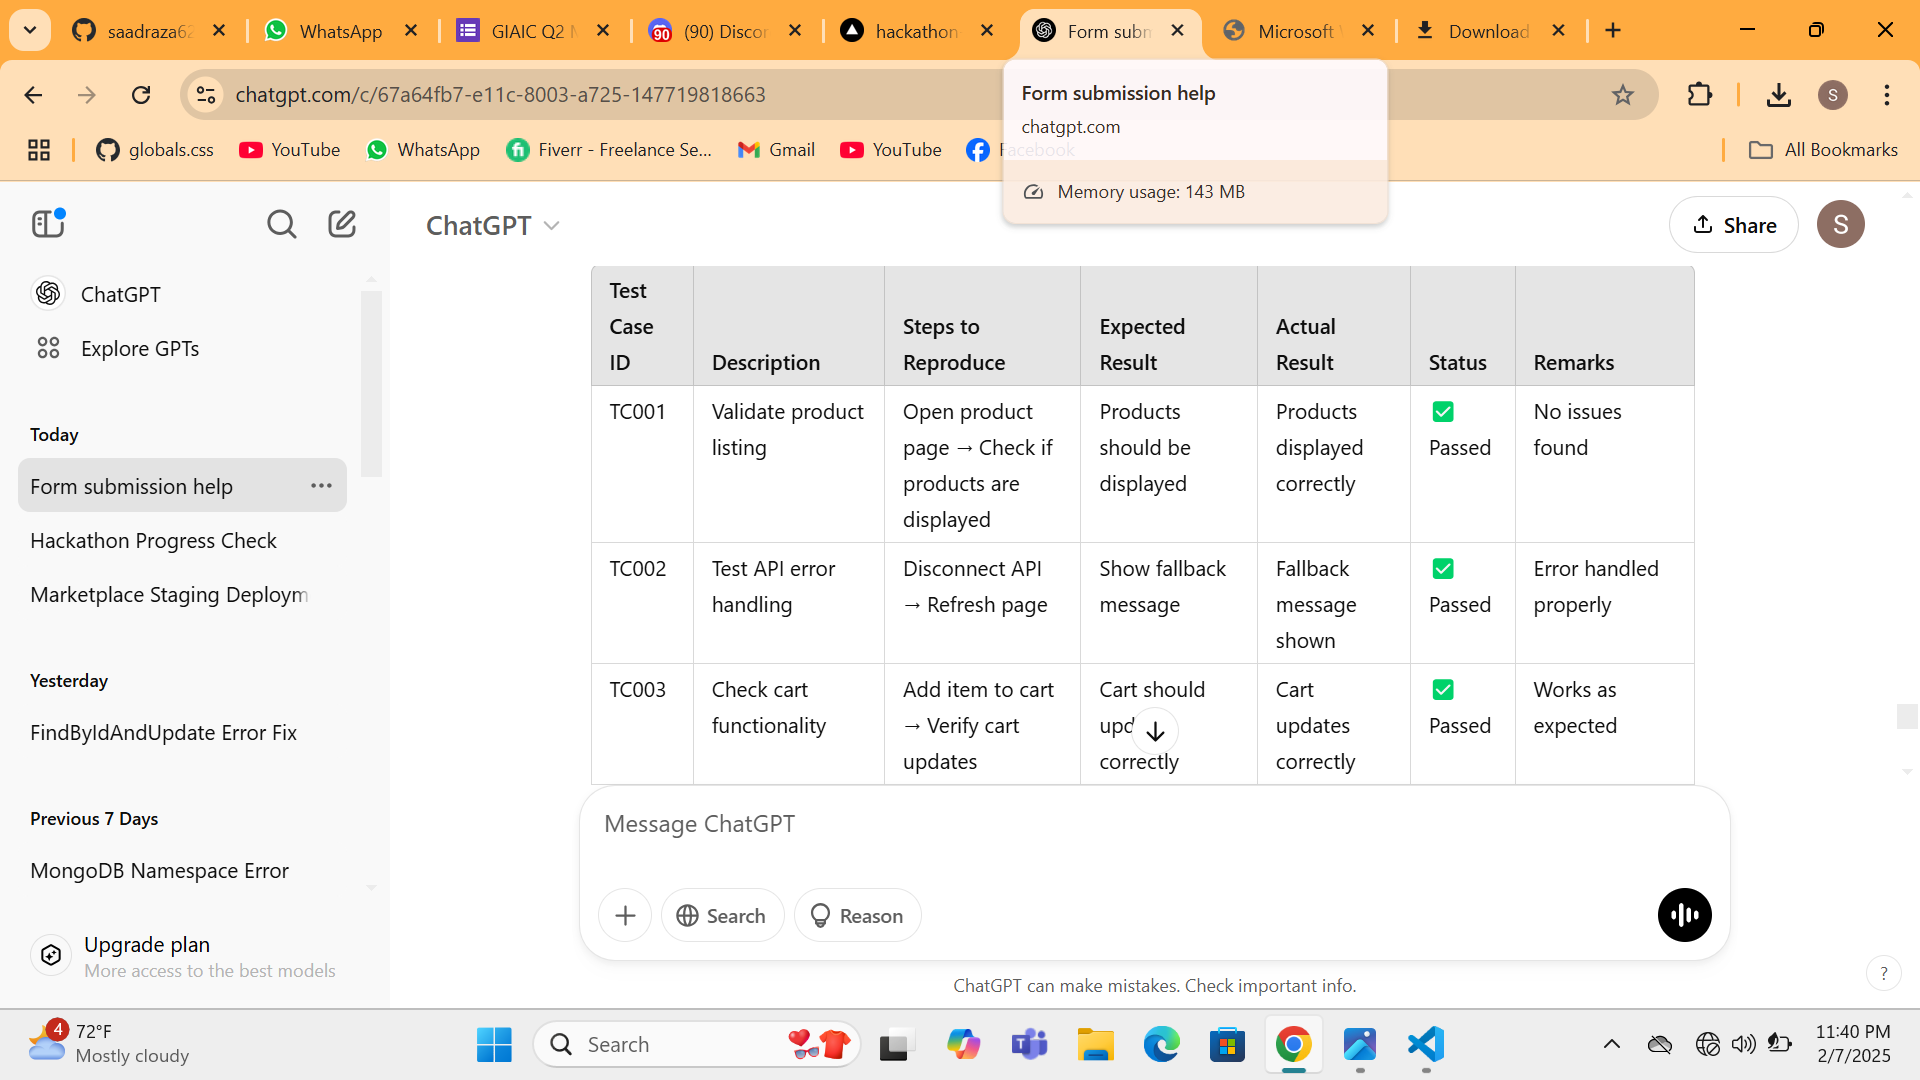 saadraza62
WhatsApp
GIAIC Q2
(90) Discor
hackathon
Form subm
Microsoft
Download
chatgpt.com/c/67a64fb7-e11c-8003-a725-147719818663
S
globals.css
YouTube
WhatsApp
Fiverr - Freelance Se...
Gmail
YouTube
Facebook
All Bookmarks
Form submission help
chatgpt.com
Memory usage: 143 MB
ChatGPT
Share
S
ChatGPT
Explore GPTs
Today
Form submission help
Hackathon Progress Check
Marketplace Staging Deploym
Yesterday
FindByIdAndUpdate Error Fix
Previous 7 Days
MongoDB Namespace Error
Upgrade plan
More access to the best models
Test
Case
ID
Description
Steps to
Reproduce
Expected
Result
Actual
Result
Status
Remarks
TC001
Validate product
listing
Open product
page → Check if
products are
displayed
Products
should be
displayed
Products
displayed
correctly
✅
Passed
No issues
found
TC002
Test API error
handling
Disconnect API
→ Refresh page
Show fallback
message
Fallback
message
shown
✅
Passed
Error handled
properly
TC003
Check cart
functionality
Add item to cart
→ Verify cart
updates
Cart should
correctly
Cart
updates
correctly
✅
Passed
Works as
expected
Message ChatGPT
Search
Reason
ChatGPT can make mistakes. Check important info.
?
4
72°F
Mostly cloudy
Search
11:40 PM
2/7/2025